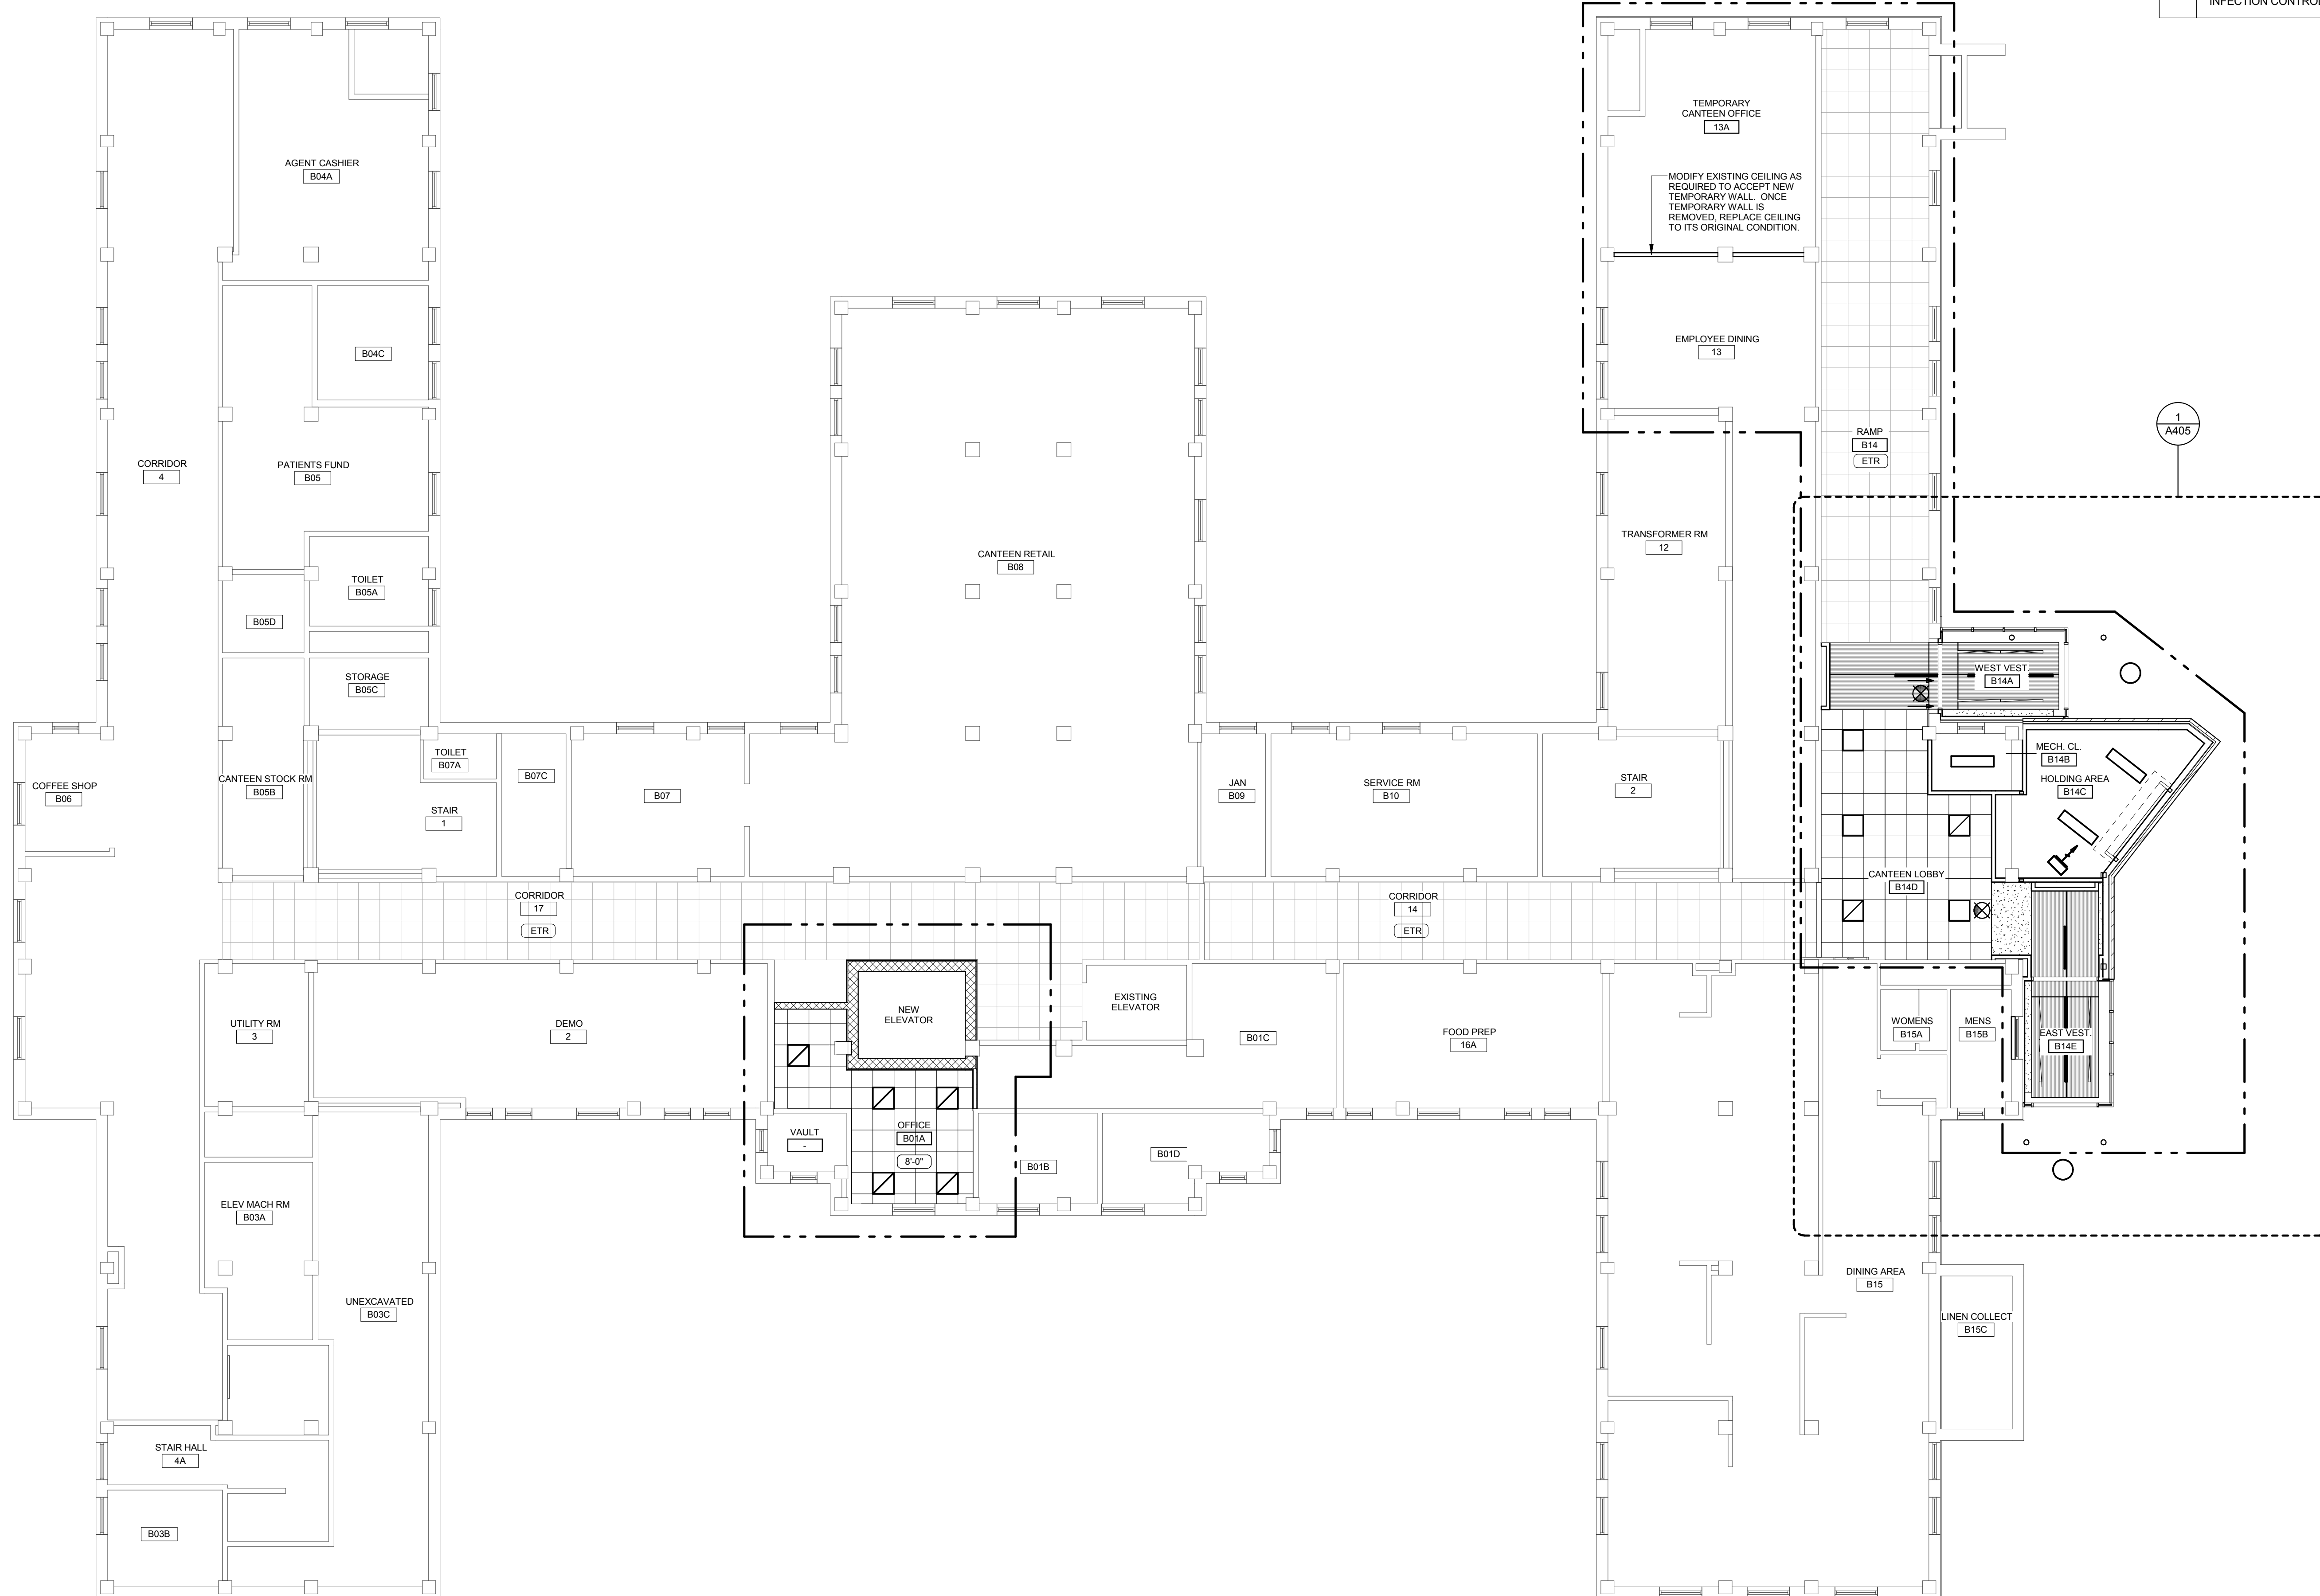 INFECTION CONTROL
TEMPORARY
CANTEEN OFFICE
13A
AGENT CASHIER
B04A
MODIFY EXISTING CEILING AS
REQUIRED TO ACCEPT NEW
TEMPORARY WALL. ONCE
TEMPORARY WALL IS
REMOVED, REPLACE CEILING
TO ITS ORIGINAL CONDITION.
EMPLOYEE DINING
13
B04C
1
A405
RAMP
B14
ETR
CORRIDOR
4
PATIENTS FUND
B05
TRANSFORMER RM
12
CANTEEN RETAIL
B08
TOILET
B05A
B05D
STORAGE
B05C
WEST VEST.
B14A
TOILET
B07A
MECH. CL.
B14B
HOLDING AREA
B14C
COFFEE SHOP
B06
CANTEEN STOCK RM
B05B
B07C
B07
JAN
B09
SERVICE RM
B10
STAIR
2
STAIR
1
CANTEEN LOBBY
B14D
CORRIDOR
17
ETR
CORRIDOR
14
ETR
EXISTING
ELEVATOR
NEW
ELEVATOR
UTILITY RM
3
DEMO
2
B01C
FOOD PREP
16A
WOMENS
B15A
MENS
B15B
EAST VEST.
B14E
VAULT
-
OFFICE
B01A
8'-0"
B01B
B01D
ELEV MACH RM
B03A
DINING AREA
B15
UNEXCAVATED
B03C
LINEN COLLECT
B15C
STAIR HALL
4A
B03B